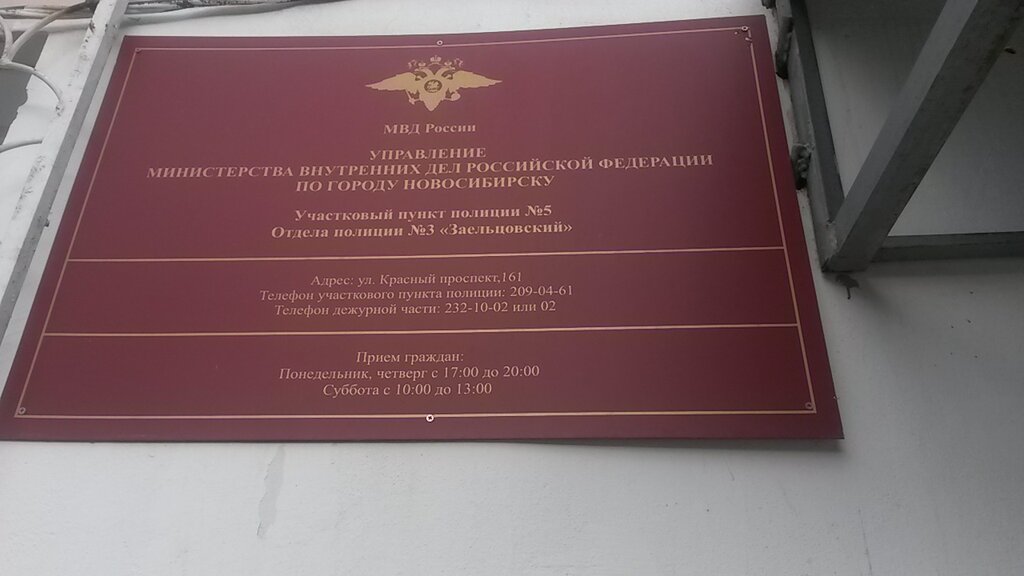 МВД России
УПРАВЛЕНИЕ
МИНИСТЕРСТВА ВНУТРЕННИХ ДЕЛ РОССИЙСКОЙ ФЕДЕРАЦИИ
ПО ГОРОДУ НОВОСИБИРСКУ
Участковый пункт полиции №5
Отдела полиции №3 «Заельцовский»
Адрес: ул. Красный проспект,161
Телефон участкового пункта полиции: 209-04-61
Телефон дежурной части: 232-10-02 или 02
Прием граждан:
Понедельник, четверг с 17:00 до 20:00
Суббота с 10:00 до 13:00